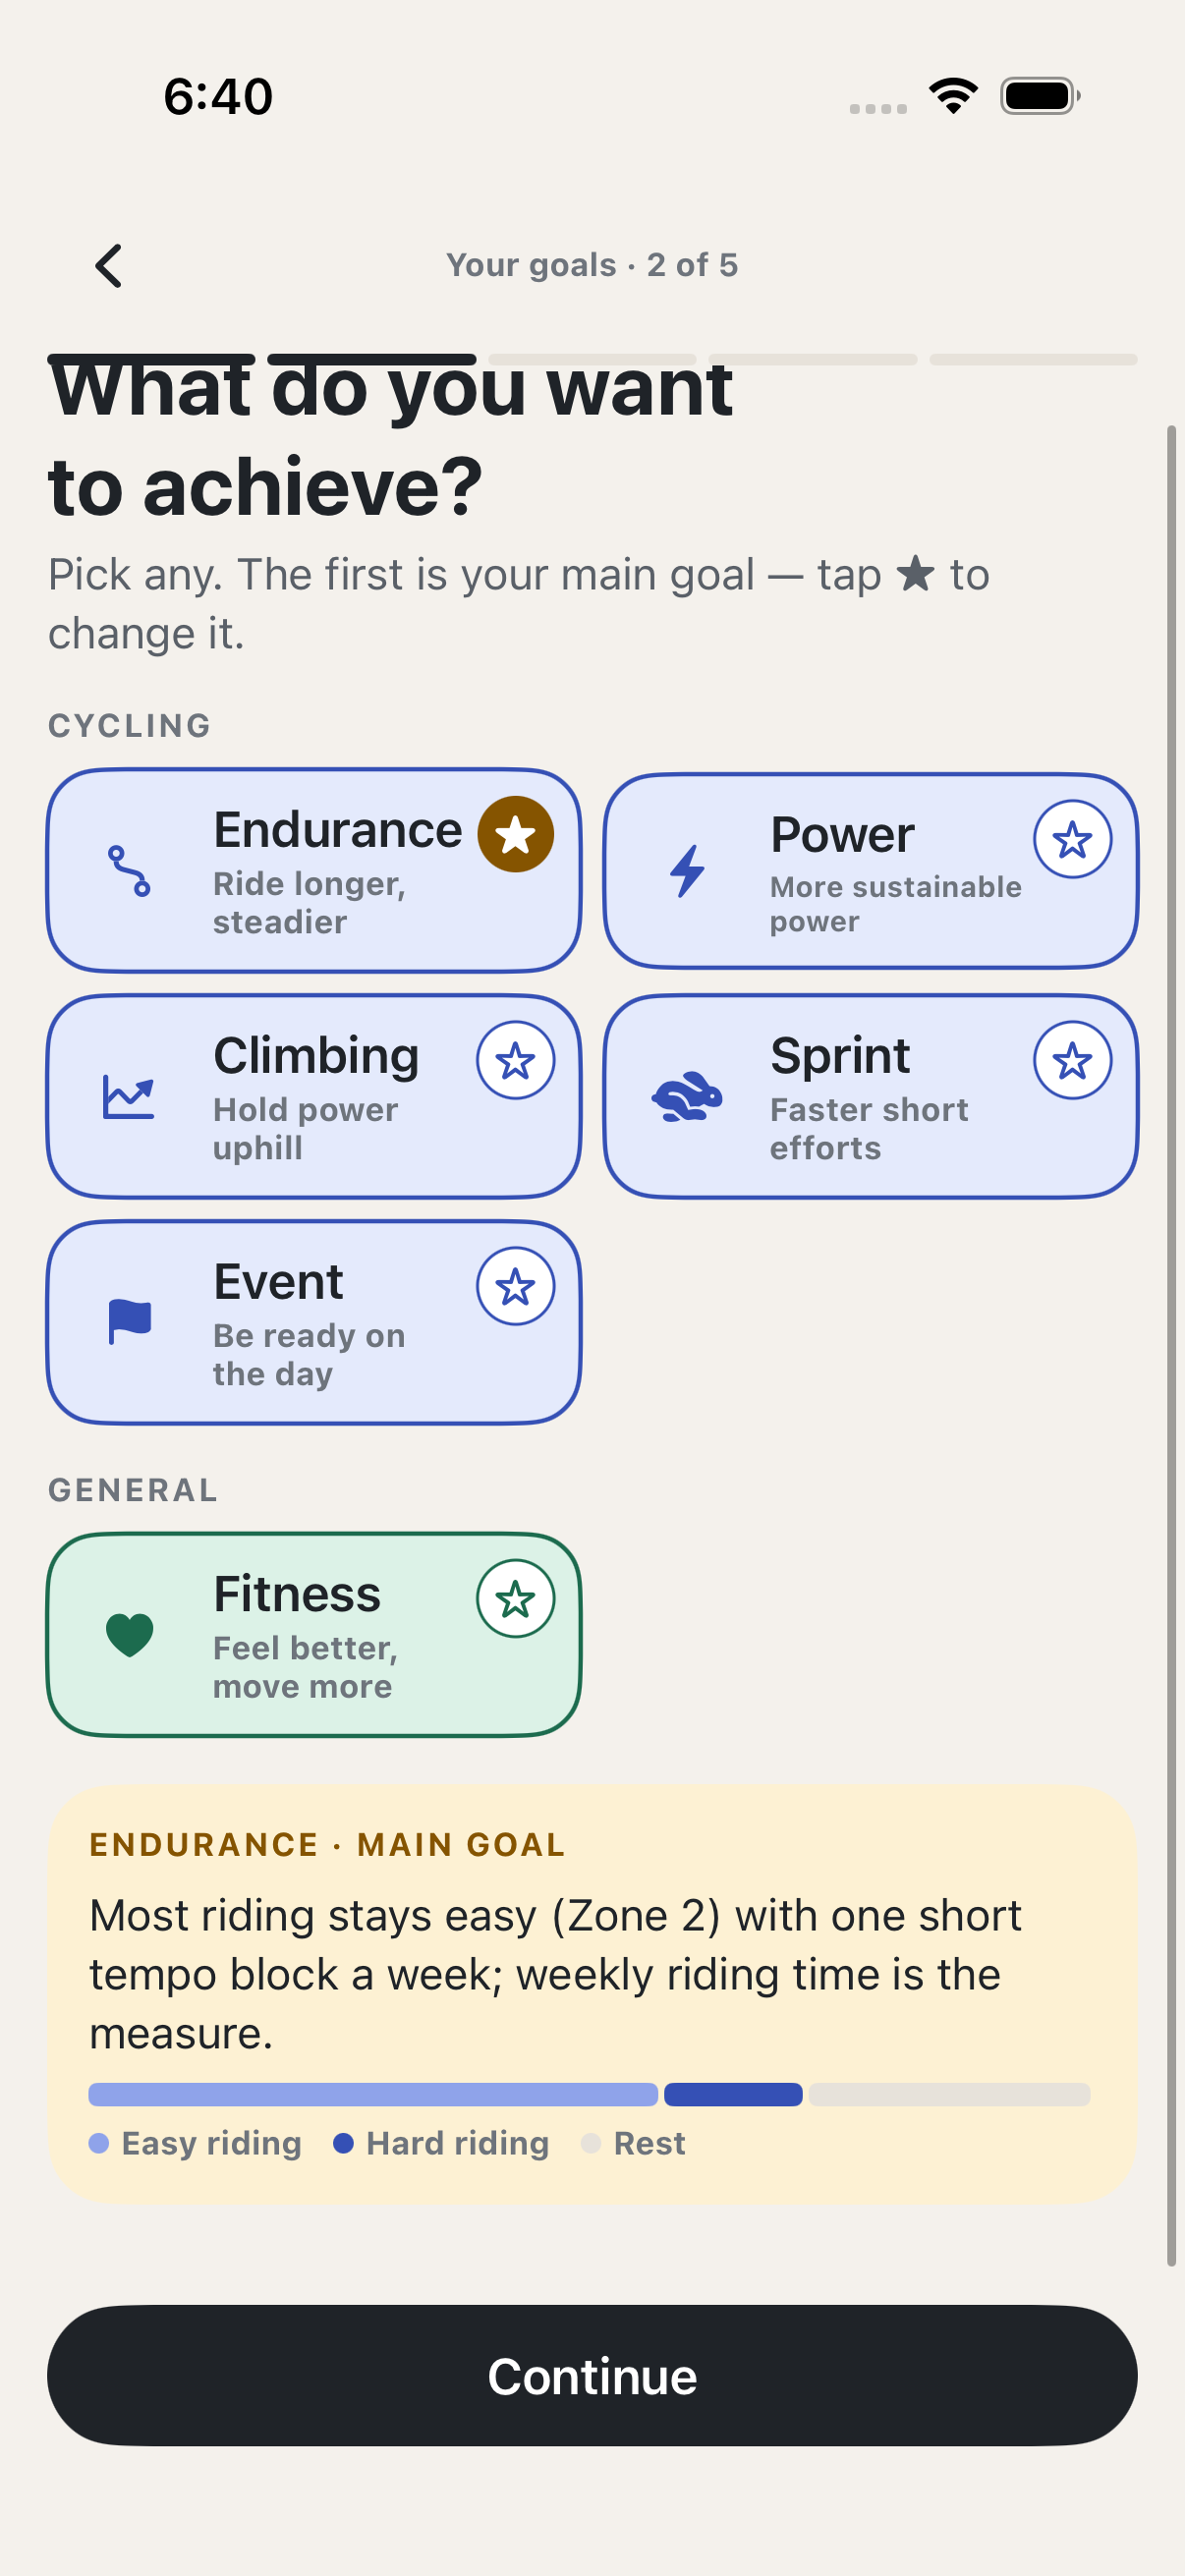 6:40
Your goals · 2 of 5
What do you want
to achieve?
Pick any. The first is your main goal — tap ★ to
change it.
CYCLING
Endurance
Ride longer,
steadier
Power
More sustainable
power
Climbing
Hold power
uphill
Sprint
Faster short
efforts
Event
Be ready on
the day
GENERAL
Fitness
Feel better,
move more
ENDURANCE · MAIN GOAL
Most riding stays easy (Zone 2) with one short
tempo block a week; weekly riding time is the
measure.
Easy riding Hard riding Rest
Continue